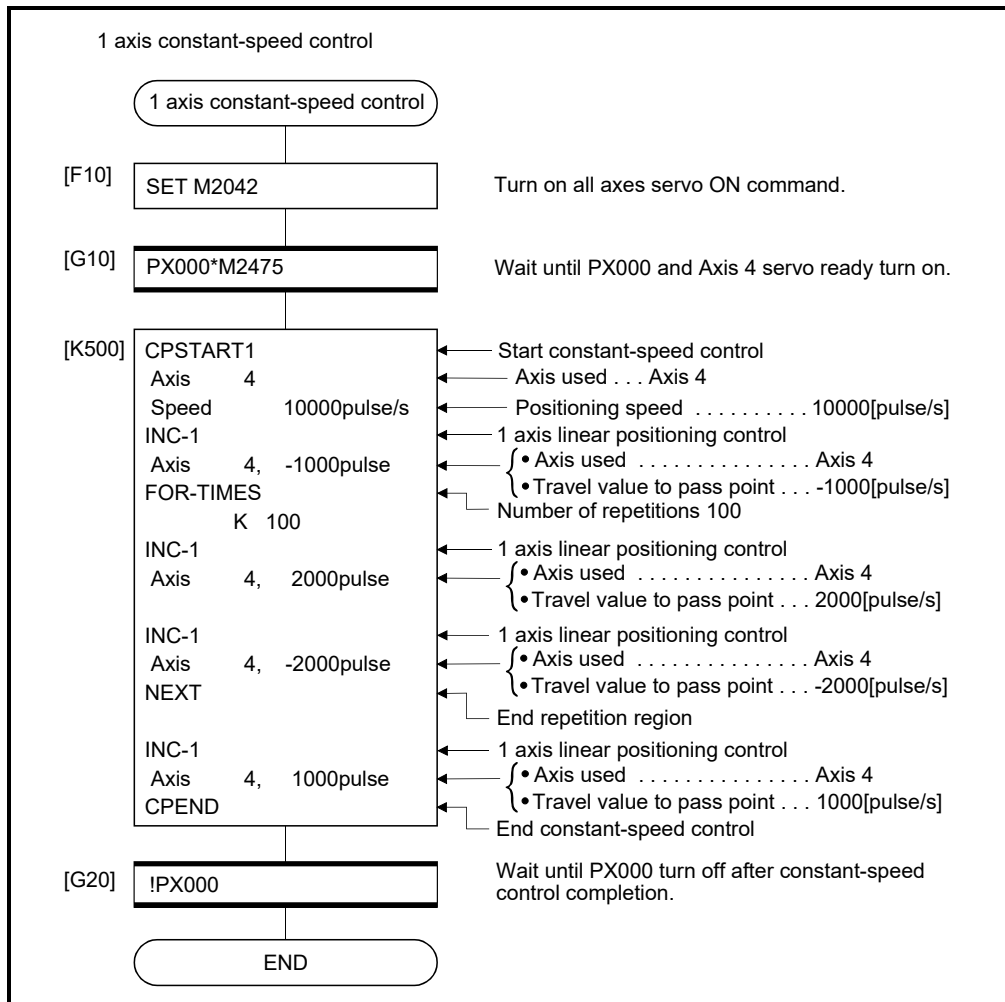 1 axis constant-speed control
1 axis constant-speed control
[F10] SET M2042 Turn on all axes servo ON command.
[G10] PX000*M2475 Wait until PX000 and Axis 4 servo ready turn on.
[K500] CPSTART1 Start constant-speed control
Axis 4 Axis used . . . Axis 4
Speed 10000pulse/s Positioning speed . . . . . . . . . . 10000[pulse/s]
INC-1 1 axis linear positioning control
Axis 4, -1000pulse • Axis used . . . . . . . . . . . . . . . Axis 4
FOR-TIMES • Travel value to pass point . . . -1000[pulse/s]
Number of repetitions 100
K 100
INC-1 1 axis linear positioning control
Axis 4, 2000pulse • Axis used . . . . . . . . . . . . . . . Axis 4
• Travel value to pass point . . . 2000[pulse/s]
INC-1 1 axis linear positioning control
Axis 4, -2000pulse • Axis used . . . . . . . . . . . . . . . Axis 4
NEXT • Travel value to pass point . . . -2000[pulse/s]
End repetition region
INC-1 1 axis linear positioning control
Axis 4, 1000pulse • Axis used . . . . . . . . . . . . . . . Axis 4
CPEND • Travel value to pass point . . . 1000[pulse/s]
End constant-speed control
[G20] !PX000 Wait until PX000 turn off after constant-speed
control completion.
END